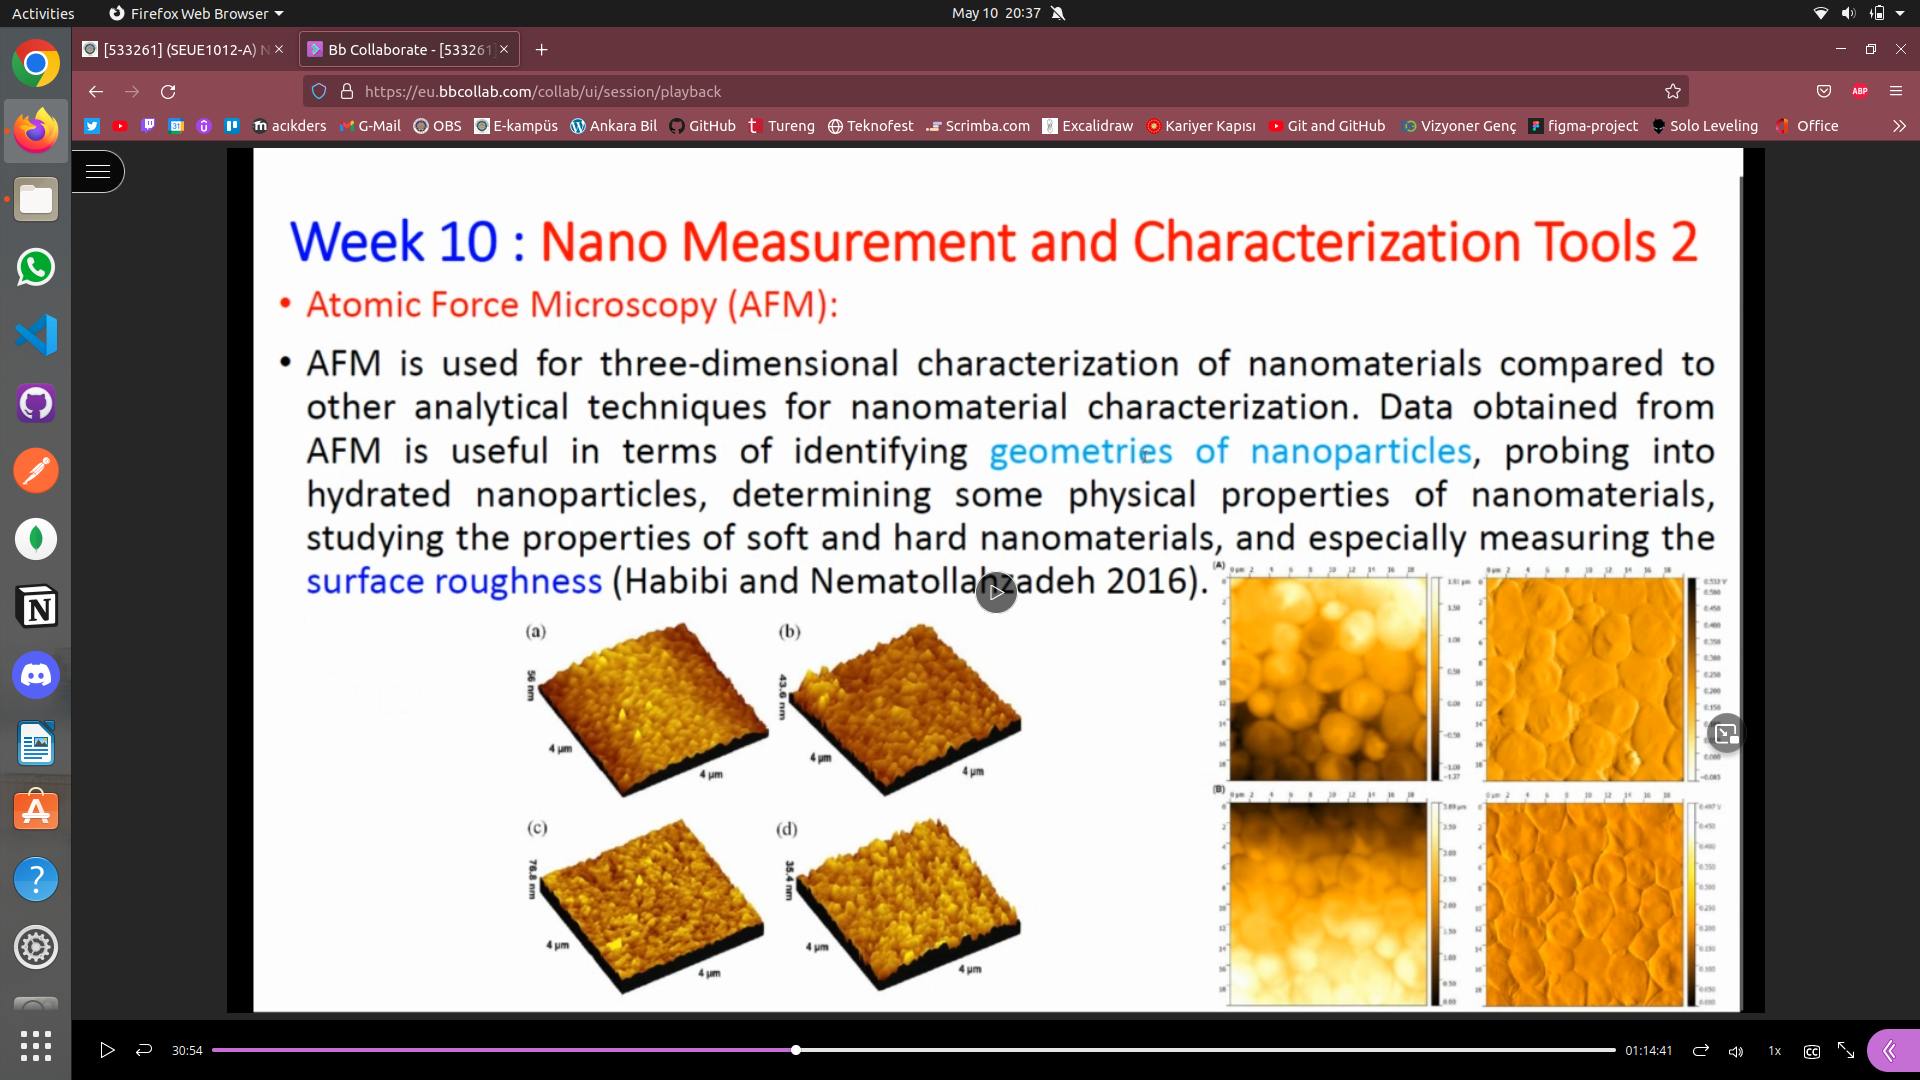 Activities
Firefox Web Browser
May 10 20:37
[533261] (SEUE1012-A) N
Bb Collaborate - [533261]
https://eu.bbcollab.com/collab/ui/session/playback
ABP
acıkders
G-Mail
OBS
E-kampüs
Ankara Bil
GitHub
Tureng
Teknofest
Scrimba.com
Excalidraw
Kariyer Kapısı
Git and GitHub
Vizyoner Genç
figma-project
Solo Leveling
Office
Week 10 : Nano Measurement and Characterization Tools 2
• Atomic Force Microscopy (AFM):
• AFM is used for three-dimensional characterization of nanomaterials compared to
other analytical techniques for nanomaterial characterization. Data obtained from
AFM is useful in terms of identifying geometries of nanoparticles, probing into
hydrated nanoparticles, determining some physical properties of nanomaterials,
studying the properties of soft and hard nanomaterials, and especially measuring the
surface roughness (Habibi and Nematollahzadeh 2016).
(a)
56 nm
4 µm
4 µm
(b)
43.6 nm
4 µm
4 µm
(c)
76.8 nm
4 µm
4 µm
(d)
35.4 nm
4 µm
4 µm
(A)
(B)
30:54
01:14:41
1x
CC